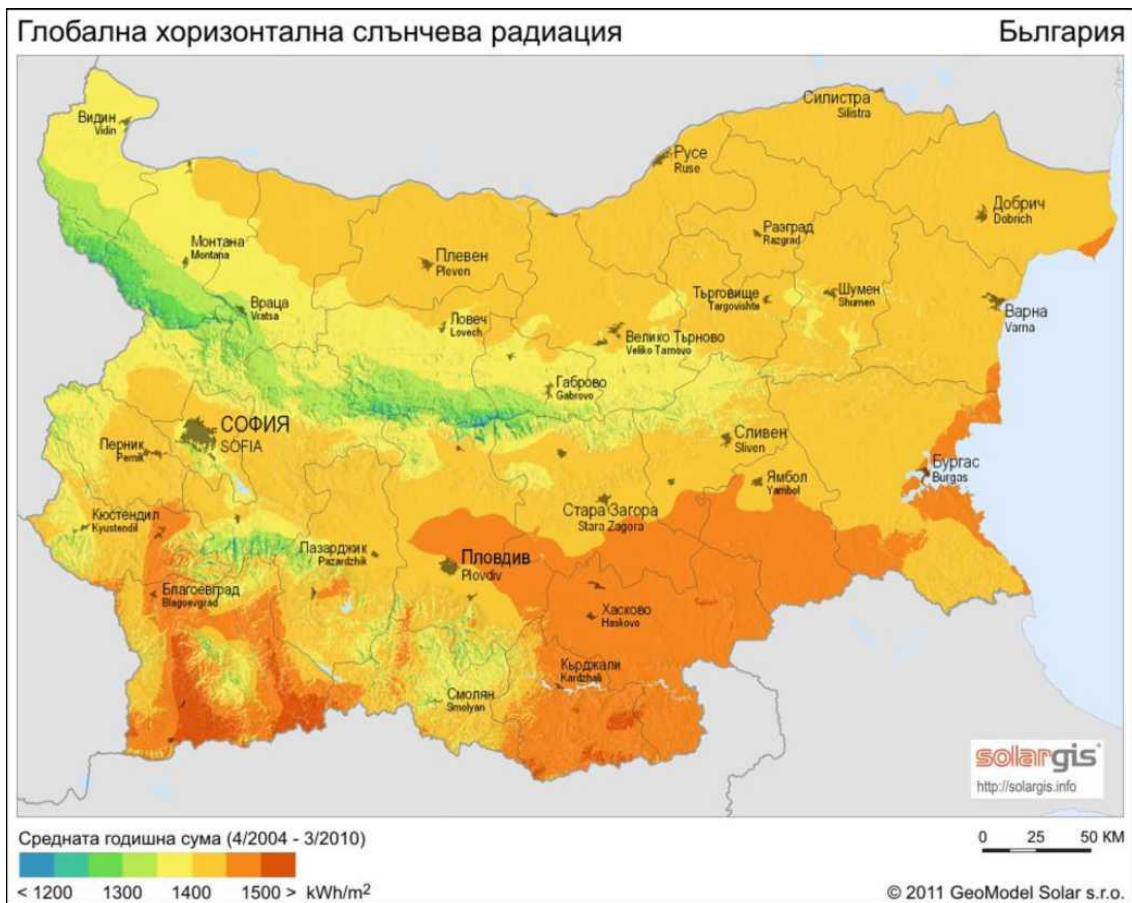 Глобална хоризонтална слънчева радиация
Бьлгария
Силистра
Silistra
Видин
Vidin
Русе
Ruse
Добрич
Dobrich
Разград
Razgrad
Монтана
Montana
Плевен
Pleven
Търговище
Targovishte
Шумен
Shumen
Враца
Vratsa
Варна
Varna
Ловеч
Lovech
Велико Търново
Veliko Tarnovo
Габрово
Gabrovo
СОФИЯ
SOFIA
Сливен
Sliven
Перник
Pernik
Бургас
Burgas
Ямбол
Yambol
Стара Загора
Stara Zagora
Кюстендил
Kyustendil
Пазарджик
Pazardzhik
Пловдив
Plovdiv
Благоевград
Blagoevgrad
Хасково
Haskovo
Кърджали
Kardzhali
Смолян
Smolyan
solargis
http://solargis.info
Средната годишна сума (4/2004 - 3/2010)
0 25 50 КМ
< 1200 1300 1400 1500 > kWh/m²
© 2011 GeoModel Solar s.r.o.